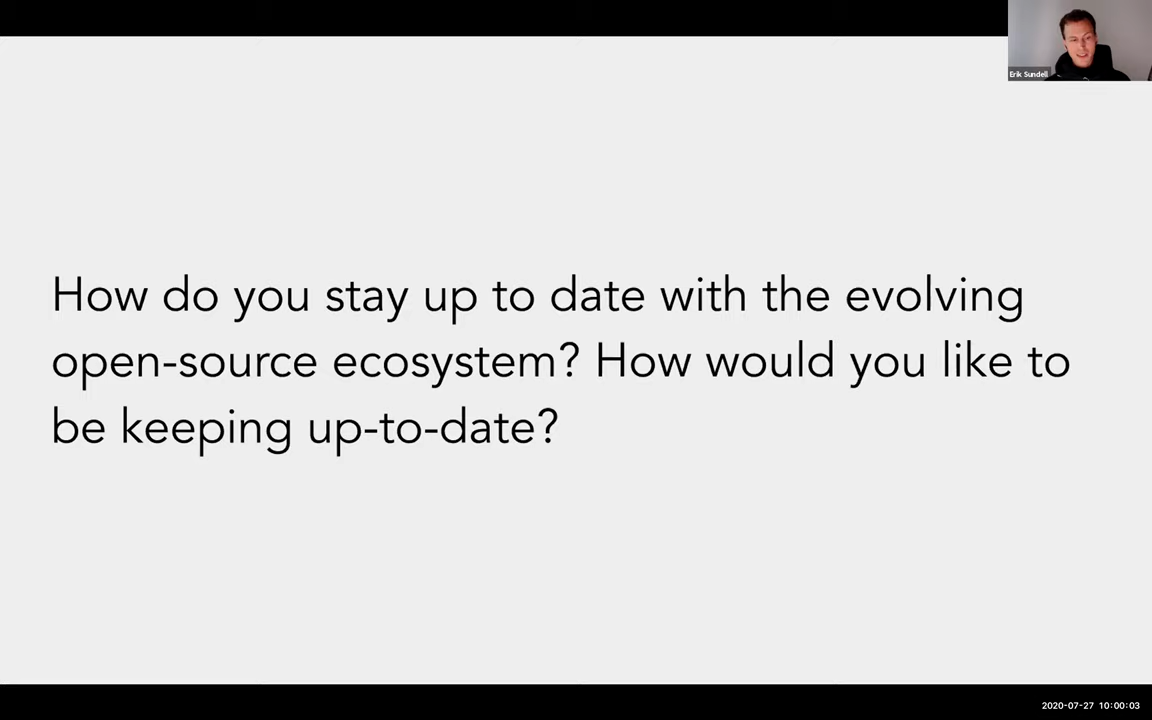 Erik Sundell
How do you stay up to date with the evolving
open-source ecosystem? How would you like to
be keeping up-to-date?
2020-07-27 10:00:03